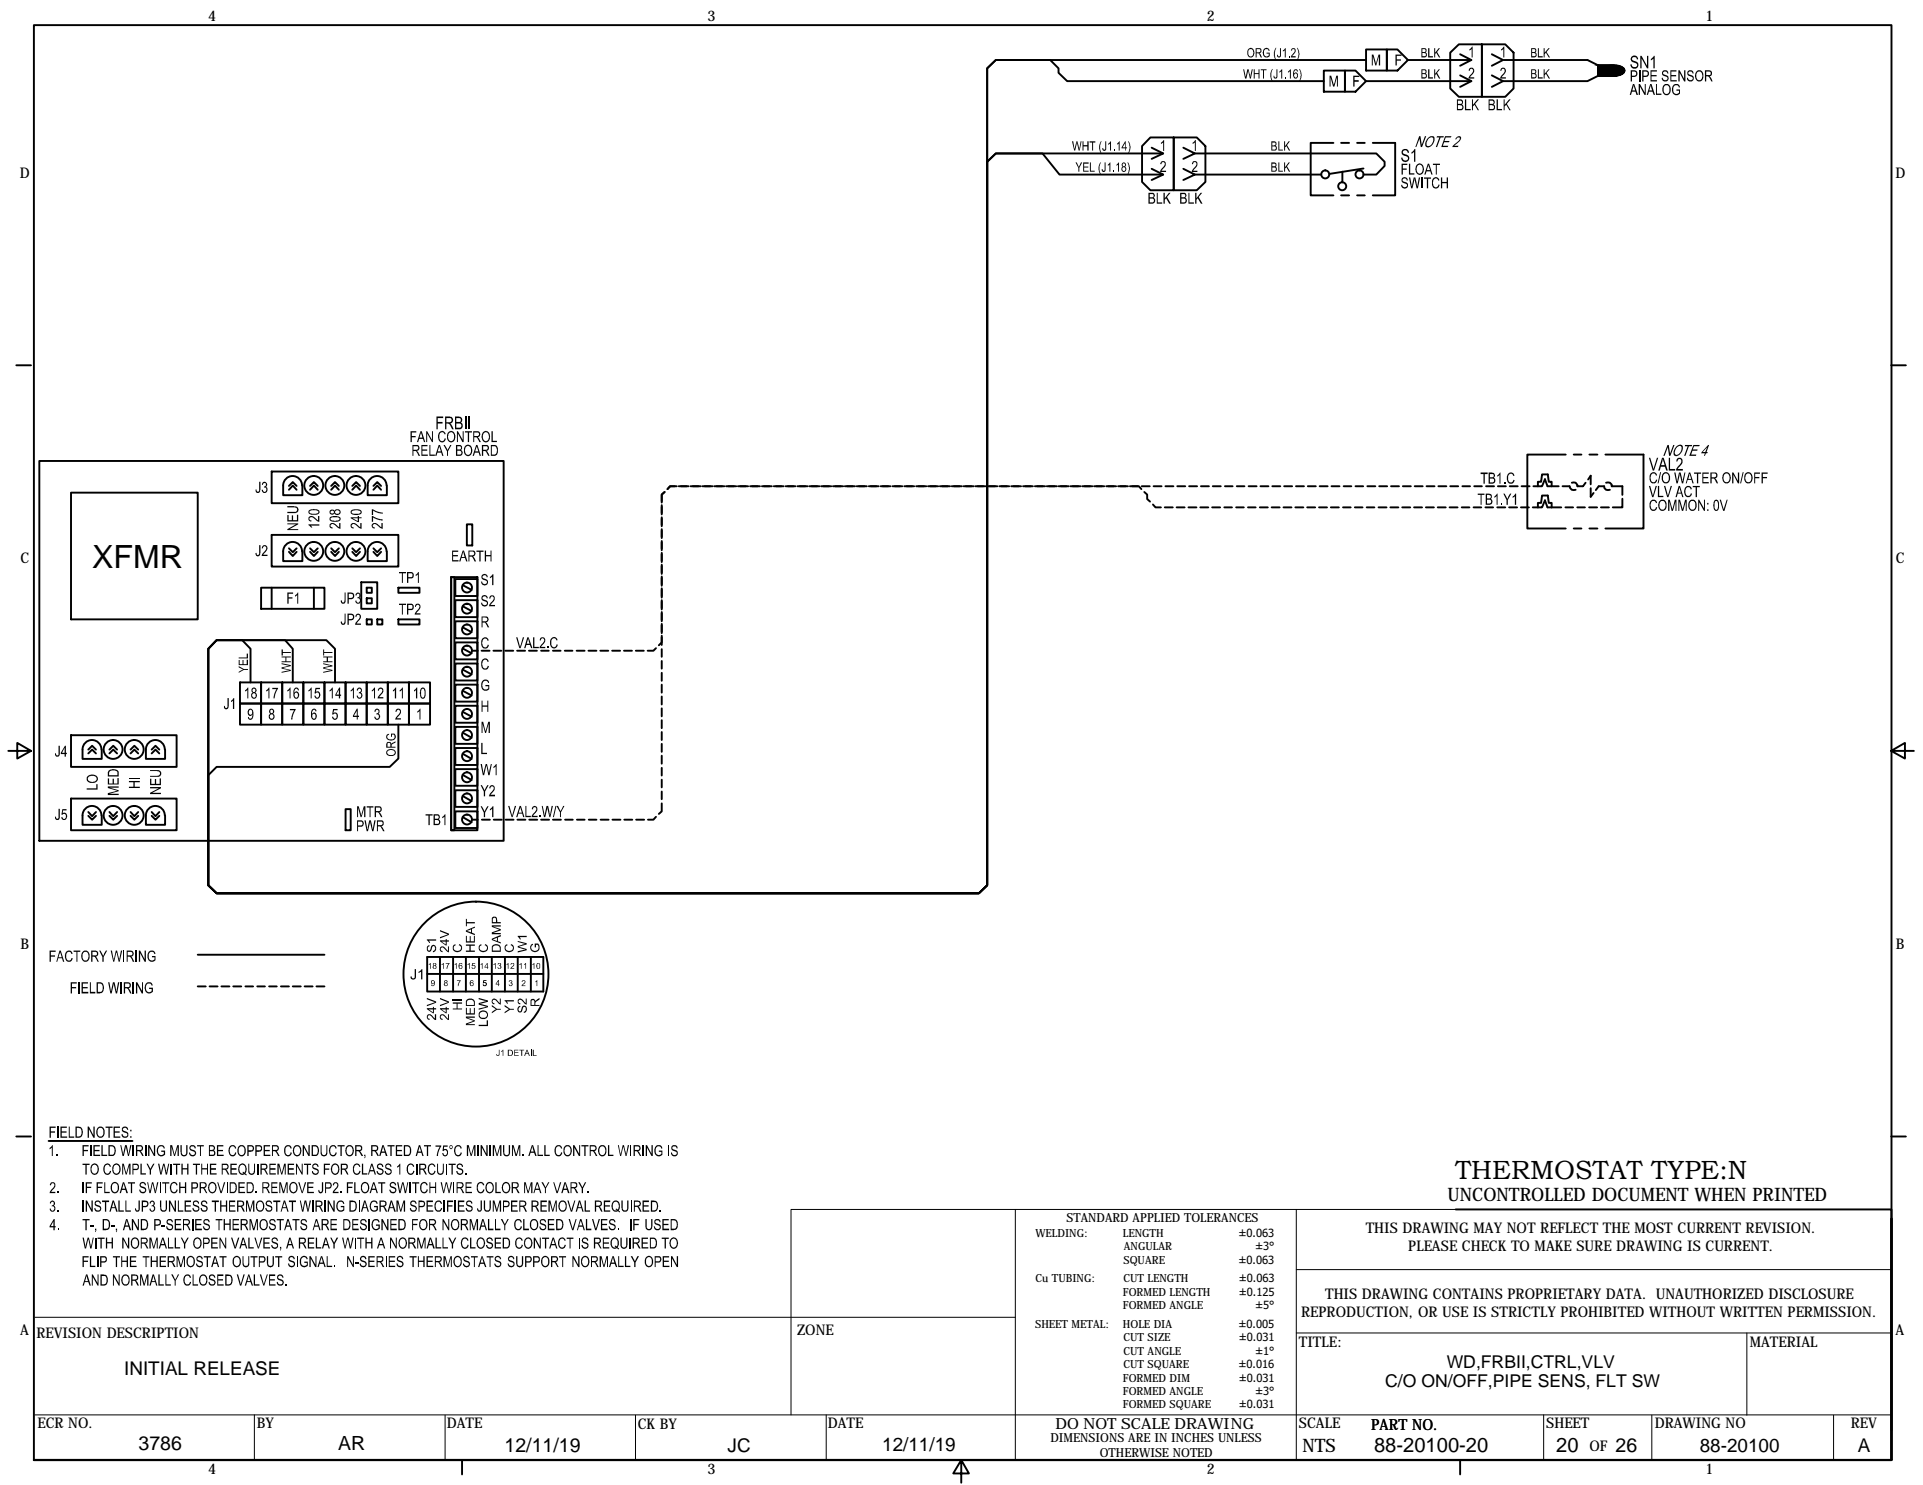 4 3 2 1
ORG (J1.2) M F BLK 1 1 BLK
WHT (J1.16) M F BLK 2 2 BLK
BLK BLK
SN1
PIPE SENSOR
ANALOG
WHT (J1.14) 1 1 BLK
YEL (J1.18) 2 2 BLK
BLK BLK
NOTE 2
S1
FLOAT
SWITCH
D D
FRBII
FAN CONTROL
RELAY BOARD
TB1.C
TB1.Y1
NOTE 4
VAL2
C/O WATER ON/OFF
VLV ACT
COMMON: 0V
XFMR
J3
NEU 120 208 240 277
J2
EARTH
C C
F1
JP3
JP2
TP1
TP2
S1
S2
R
C VAL2.C
C
G
H
M
L
W1
Y2
Y1 VAL2.W/Y
TB1
YEL WHT WHT
J1
18 17 16 15 14 13 12 11 10
9 8 7 6 5 4 3 2 1
ORG
J4
LO MED HI NEU
J5
MTR
PWR
B B
FACTORY WIRING
FIELD WIRING
S1 24V C HEAT C DAMP C W1 G
J1
18 17 16 15 14 13 12 11 10
9 8 7 6 5 4 3 2 1
24V 24V HI MED LOW Y2 Y1 S2 R
J1 DETAIL
FIELD NOTES:
1. FIELD WIRING MUST BE COPPER CONDUCTOR, RATED AT 75°C MINIMUM. ALL CONTROL WIRING IS
TO COMPLY WITH THE REQUIREMENTS FOR CLASS 1 CIRCUITS.
2. IF FLOAT SWITCH PROVIDED. REMOVE JP2. FLOAT SWITCH WIRE COLOR MAY VARY.
3. INSTALL JP3 UNLESS THERMOSTAT WIRING DIAGRAM SPECIFIES JUMPER REMOVAL REQUIRED.
4. T-, D-, AND P-SERIES THERMOSTATS ARE DESIGNED FOR NORMALLY CLOSED VALVES. IF USED
WITH NORMALLY OPEN VALVES, A RELAY WITH A NORMALLY CLOSED CONTACT IS REQUIRED TO
FLIP THE THERMOSTAT OUTPUT SIGNAL. N-SERIES THERMOSTATS SUPPORT NORMALLY OPEN
AND NORMALLY CLOSED VALVES.
THERMOSTAT TYPE:N
UNCONTROLLED DOCUMENT WHEN PRINTED
STANDARD APPLIED TOLERANCES
WELDING: LENGTH ±0.063
ANGULAR ±3°
SQUARE ±0.063
Cu TUBING: CUT LENGTH ±0.063
FORMED LENGTH ±0.125
FORMED ANGLE ±5°
SHEET METAL: HOLE DIA ±0.005
CUT SIZE ±0.031
CUT ANGLE ±1°
CUT SQUARE ±0.016
FORMED DIM ±0.031
FORMED ANGLE ±3°
FORMED SQUARE ±0.031
THIS DRAWING MAY NOT REFLECT THE MOST CURRENT REVISION.
PLEASE CHECK TO MAKE SURE DRAWING IS CURRENT.
THIS DRAWING CONTAINS PROPRIETARY DATA. UNAUTHORIZED DISCLOSURE
REPRODUCTION, OR USE IS STRICTLY PROHIBITED WITHOUT WRITTEN PERMISSION.
A A
REVISION DESCRIPTION
INITIAL RELEASE
ZONE
TITLE:
WD,FRBII,CTRL,VLV
C/O ON/OFF,PIPE SENS, FLT SW
MATERIAL
ECR NO. 3786
BY AR
DATE 12/11/19
CK BY JC
DATE 12/11/19
DO NOT SCALE DRAWING
DIMENSIONS ARE IN INCHES UNLESS
OTHERWISE NOTED
SCALE NTS
PART NO. 88-20100-20
SHEET 20 OF 26
DRAWING NO 88-20100
REV A
4 3 2 1